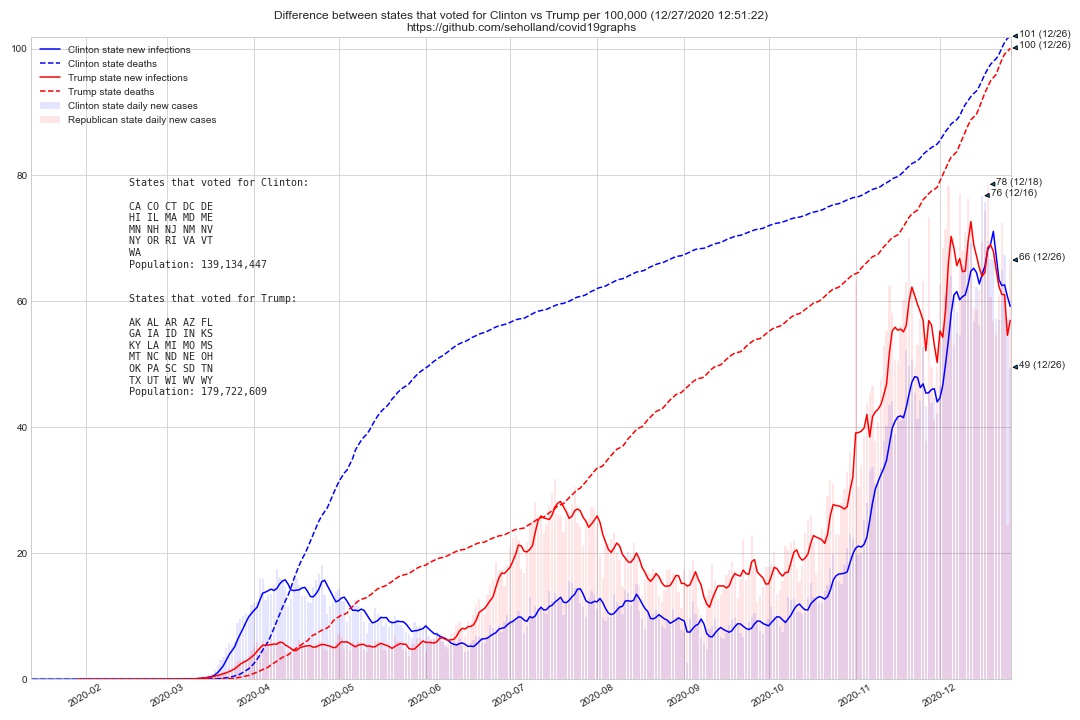 Difference between states that voted for Clinton vs Trump per 100,000 (12/27/2020 12:51:22)
https://github.com/seholland/covid19graphs
Clinton state new infections
Clinton state deaths
Trump state new infections
Trump state deaths
Clinton state daily new cases
Republican state daily new cases
States that voted for Clinton:
CA CO CT DC DE
HI IL MA MD ME
MN NH NJ NM NV
NY OR RI VA VT
WA
Population: 139,134,447
States that voted for Trump:
AK AL AR AZ FL
GA IA ID IN KS
KY LA MI MO MS
MT NC ND NE OH
OK PA SC SD TN
TX UT WI WV WY
Population: 179,722,609
101 (12/26)
100 (12/26)
78 (12/18)
76 (12/16)
66 (12/26)
49 (12/26)
100
80
60
40
20
0
2020-02
2020-03
2020-04
2020-05
2020-06
2020-07
2020-08
2020-09
2020-10
2020-11
2020-12